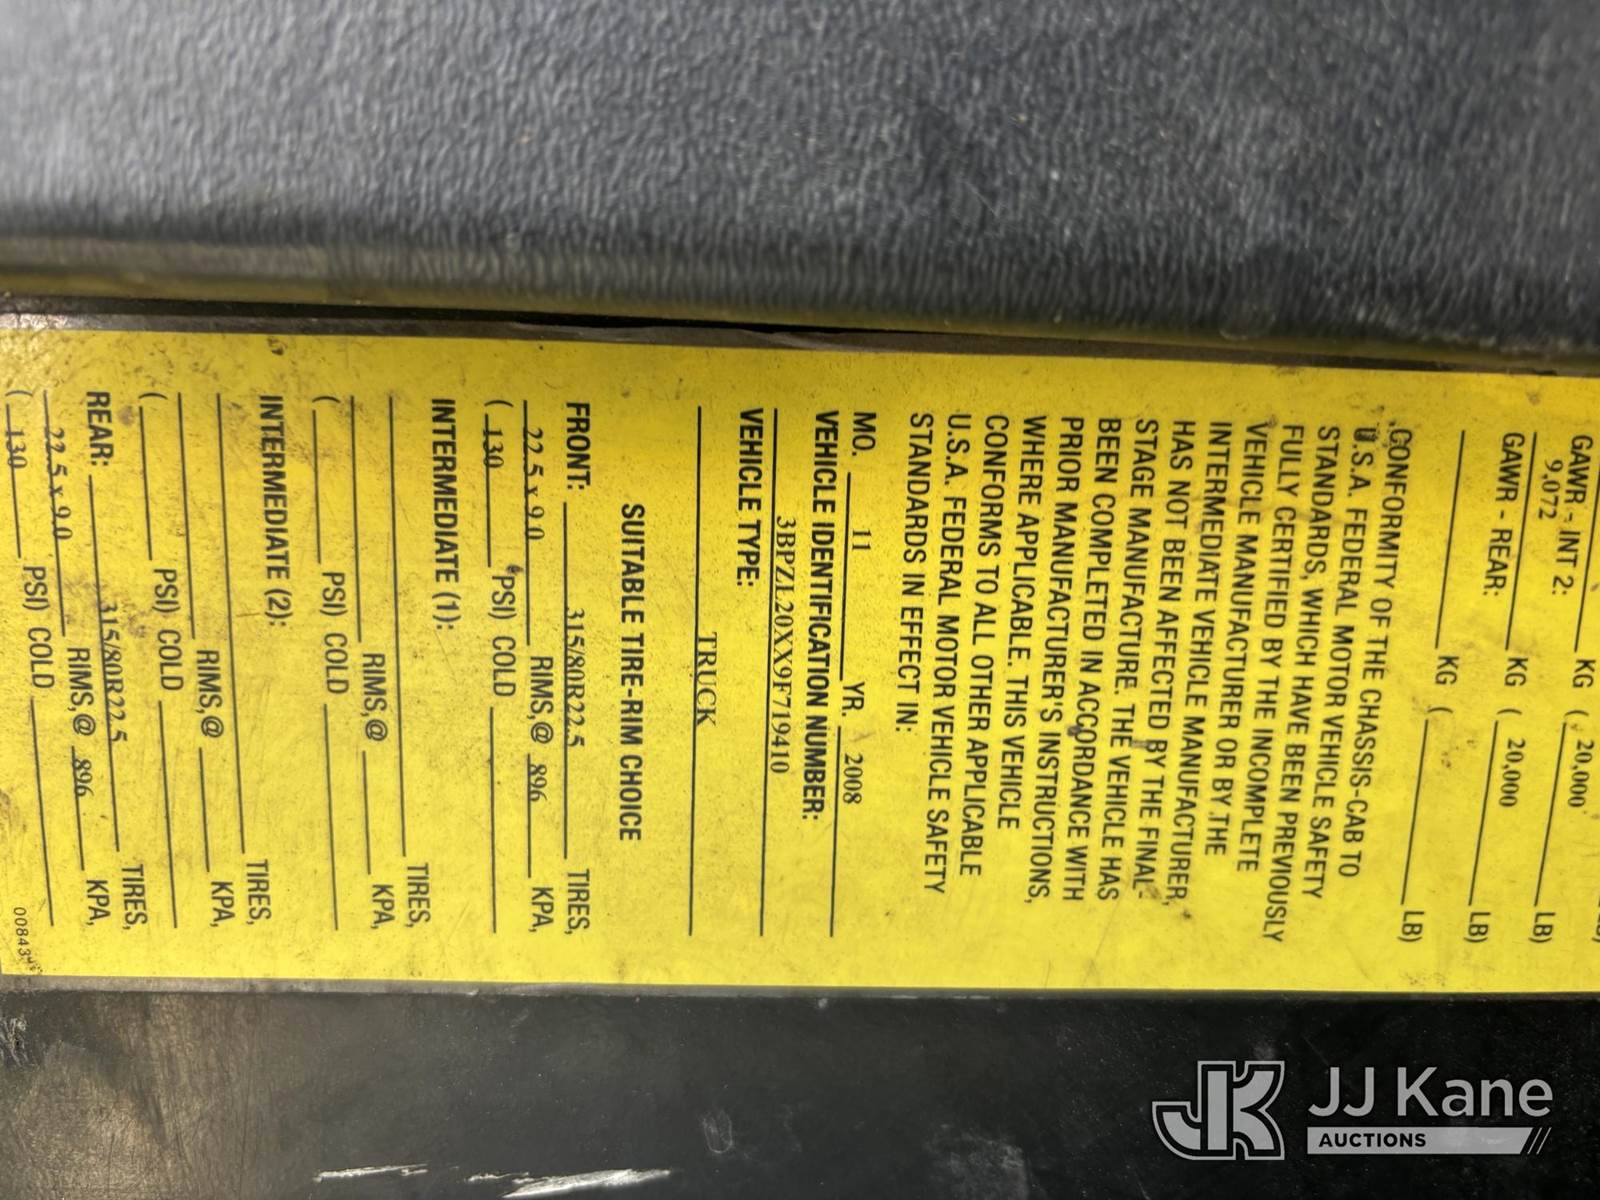 GAWR - INT 2:
9,072 KG ( 20,000 LB)
GAWR - REAR:
KG ( 20,000 LB)
KG ( LB)
CONFORMITY OF THE CHASSIS-CAB TO
U.S.A. FEDERAL MOTOR VEHICLE SAFETY
STANDARDS, WHICH HAVE BEEN PREVIOUSLY
FULLY CERTIFIED BY THE INCOMPLETE
VEHICLE MANUFACTURER OR BY THE
INTERMEDIATE VEHICLE MANUFACTURER,
HAS NOT BEEN AFFECTED BY THE FINAL-
STAGE MANUFACTURE. THE VEHICLE HAS
BEEN COMPLETED IN ACCORDANCE WITH
PRIOR MANUFACTURER'S INSTRUCTIONS,
WHERE APPLICABLE. THIS VEHICLE
CONFORMS TO ALL OTHER APPLICABLE
U.S.A. FEDERAL MOTOR VEHICLE SAFETY
STANDARDS IN EFFECT IN:
MO. 11 YR. 2008
VEHICLE IDENTIFICATION NUMBER:
3BPZL20XX9F719410
VEHICLE TYPE:
TRUCK
SUITABLE TIRE-RIM CHOICE
FRONT: 315/80R22.5 TIRES,
22.5 x 9.0 RIMS,@ 896 KPA,
( 130 PSI) COLD
INTERMEDIATE (1):
TIRES,
RIMS,@ KPA,
( PSI) COLD
INTERMEDIATE (2):
TIRES,
RIMS,@ KPA,
( PSI) COLD
REAR: 315/80R22.5 TIRES,
22.5 x 9.0 RIMS,@ 896 KPA,
( 130 PSI) COLD
JK JJ Kane
AUCTIONS